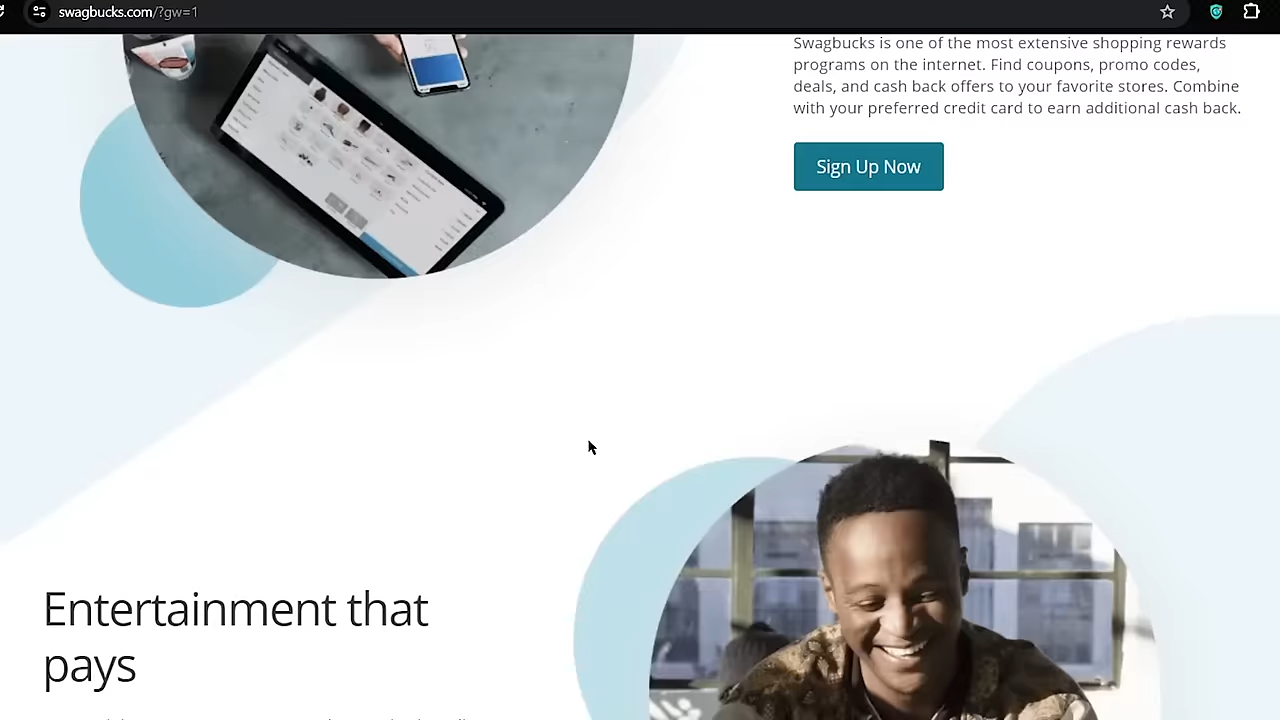 swagbucks.com/?gw=1
Swagbucks is one of the most extensive shopping rewards
programs on the internet. Find coupons, promo codes,
deals, and cash back offers to your favorite stores. Combine
with your preferred credit card to earn additional cash back.
Sign Up Now
Entertainment that
pays